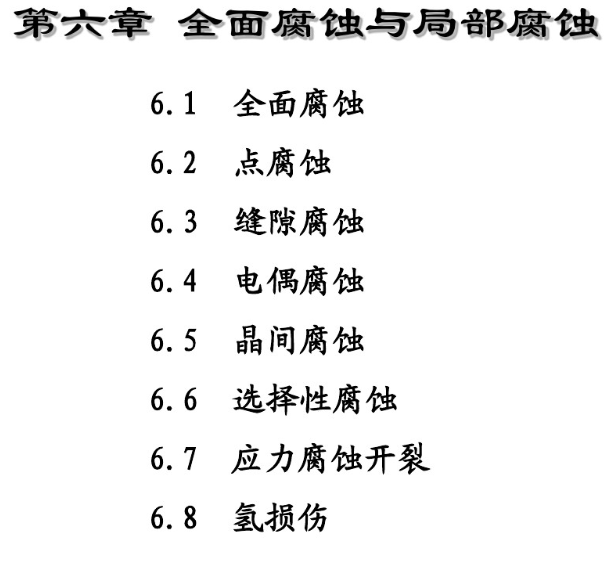 第六章 全面腐蚀与局部腐蚀
6.1 全面腐蚀
6.2 点腐蚀
6.3 缝隙腐蚀
6.4 电偶腐蚀
6.5 晶间腐蚀
6.6 选择性腐蚀
6.7 应力腐蚀开裂
6.8 氢损伤